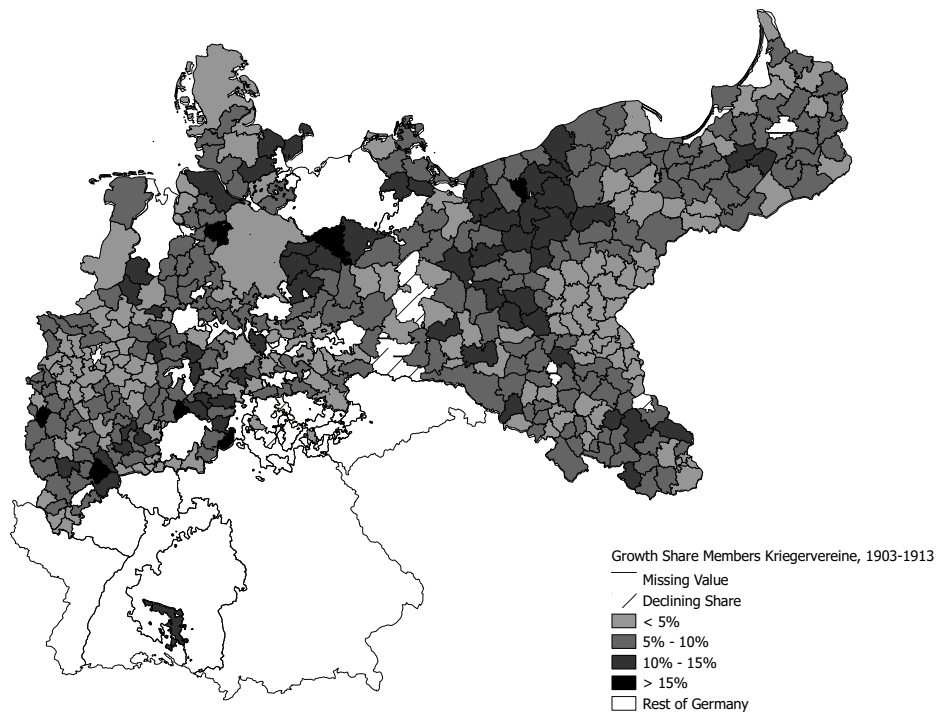 Growth Share Members Kriegervereine, 1903-1913
Missing Value
Declining Share
< 5%
5% - 10%
10% - 15%
> 15%
Rest of Germany